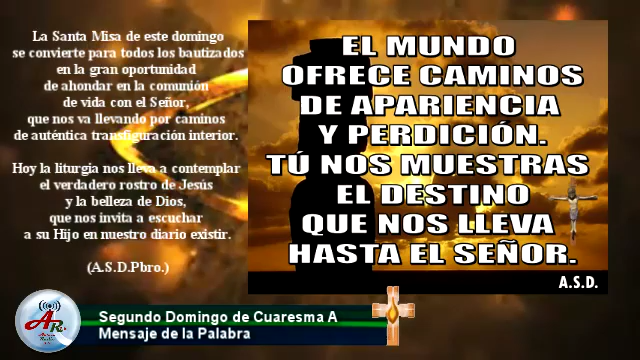 La Santa Misa de este domingo
se convierte para todos los bautizados
en la gran oportunidad
de ahondar en la comunión
de vida con el Señor,
que nos va llevando por caminos
de auténtica transfiguración interior.
Hoy la liturgia nos lleva a contemplar
el verdadero rostro de Jesús
y la belleza de Dios,
que nos invita a escuchar
a su Hijo en nuestro diario existir.
(A.S.D.Pbro.)
EL MUNDO
OFRECE CAMINOS
DE APARIENCIA
Y PERDICIÓN.
TÚ NOS MUESTRAS
EL DESTINO
QUE NOS LLEVA
HASTA EL SEÑOR.
A.S.D.
Segundo Domingo de Cuaresma A
Mensaje de la Palabra